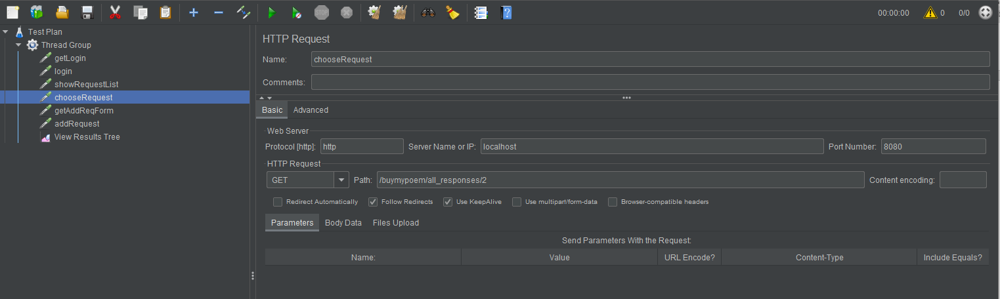 STOP
00:00:00 0 0/0
Test Plan
Thread Group
getLogin
login
showRequestList
chooseRequest
getAddReqForm
addRequest
View Results Tree
HTTP Request
Name: chooseRequest
Comments:
Basic Advanced
Web Server
Protocol [http]: http Server Name or IP: localhost Port Number: 8080
HTTP Request
GET Path: /buymypoem/all_responses/2 Content encoding:
Redirect Automatically Follow Redirects Use KeepAlive Use multipart/form-data Browser-compatible headers
Parameters Body Data Files Upload
Send Parameters With the Request:
Name: Value URL Encode? Content-Type Include Equals?